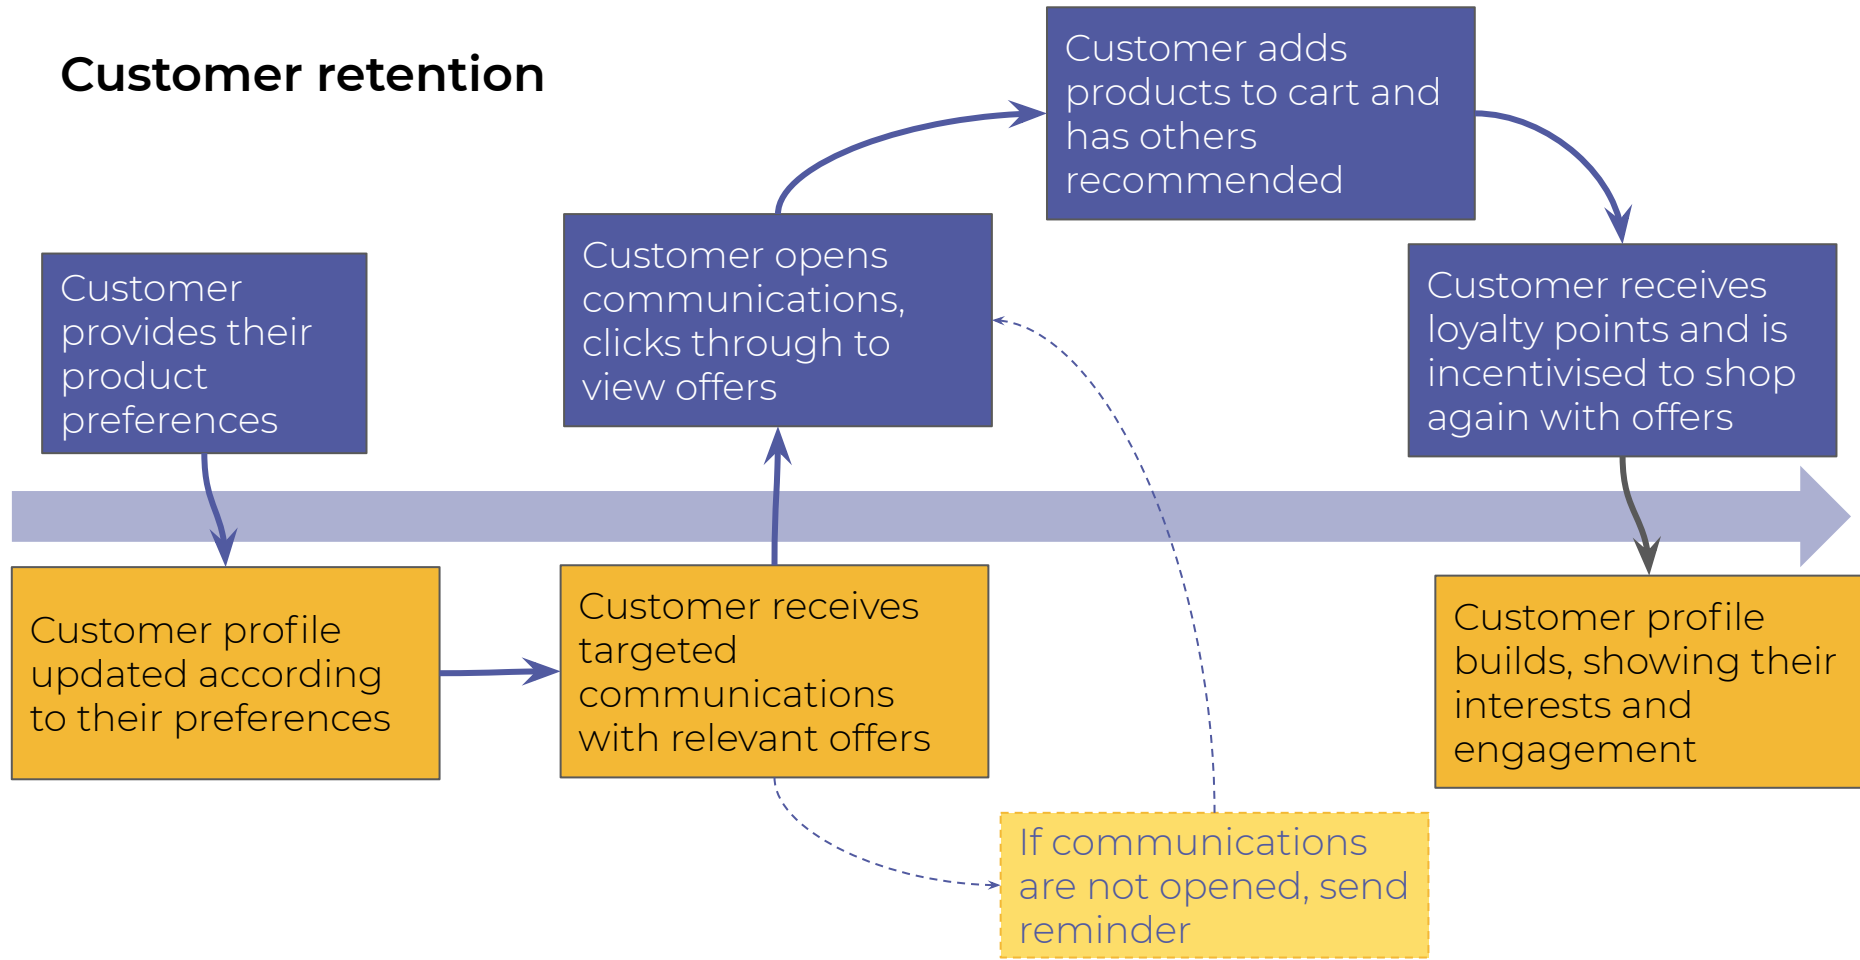 Customer retention
Customer adds
products to cart and
has others
recommended
Customer opens
communications,
clicks through to
view offers
Customer
provides their
product
preferences
Customer receives
loyalty points and is
incentivised to shop
again with offers
Customer profile
updated according
to their preferences
Customer receives
targeted
communications
with relevant offers
Customer profile
builds, showing their
interests and
engagement
If communications
are not opened, send
reminder